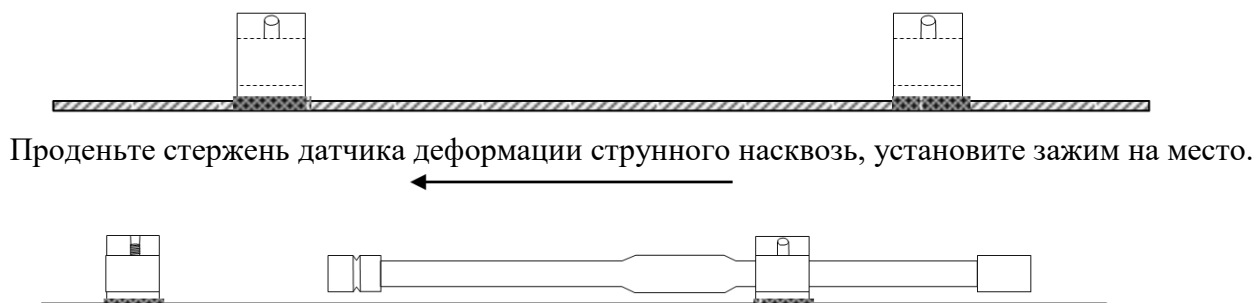 Проденьте стержень датчика деформации струнного насквозь, установите зажим на место.